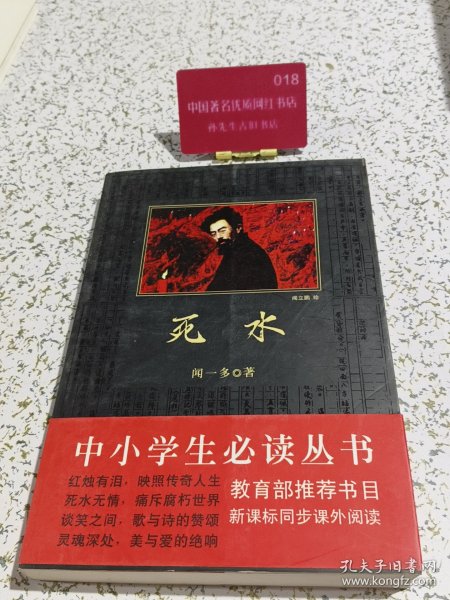 018
中国著名优质网红书店
孙先生古旧书店
闻立鹏 绘
死水
闻一多◎著
中小学生必读丛书
红烛有泪，映照传奇人生
死水无情，痛斥腐朽世界
谈笑之间，歌与诗的赞颂
灵魂深处，美与爱的绝响
教育部推荐书目
新课标同步课外阅读
孔夫子旧书网
www.kongfz.com